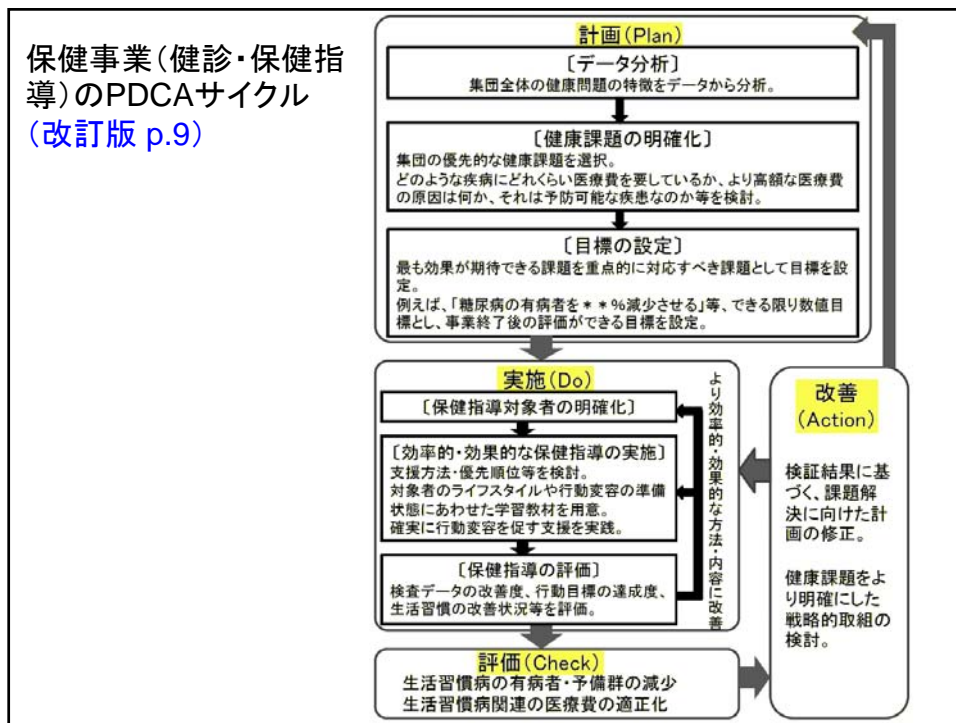 保健事業(健診・保健指
導)のPDCAサイクル
(改訂版 p.9)
計画(Plan)
〔データ分析〕
集団全体の健康問題の特徴をデータから分析。
〔健康課題の明確化〕
集団の優先的な健康課題を選択。
どのような疾病にどれくらい医療費を要しているか、より高額な医療費
の原因は何か、それは予防可能な疾患なのか等を検討。
〔目標の設定〕
最も効果が期待できる課題を重点的に対応すべき課題として目標を設
定。
例えば、「糖尿病の有病者を**%減少させる」等、できる限り数値目
標とし、事業終了後の評価ができる目標を設定。
実施(Do)
〔保健指導対象者の明確化〕
〔効率的・効果的な保健指導の実施〕
支援方法・優先順位等を検討。
対象者のライフスタイルや行動変容の準備
状態にあわせた学習教材を用意。
確実に行動変容を促す支援を実践。
〔保健指導の評価〕
検査データの改善度、行動目標の達成度、
生活習慣の改善状況等を評価。
より効率的・効果的な方法・内容に改善
評価(Check)
生活習慣病の有病者・予備群の減少
生活習慣病関連の医療費の適正化
改善
(Action)
検証結果に基
づく、課題解
決に向けた計
画の修正。
健康課題をよ
り明確にした
戦略的取組の
検討。